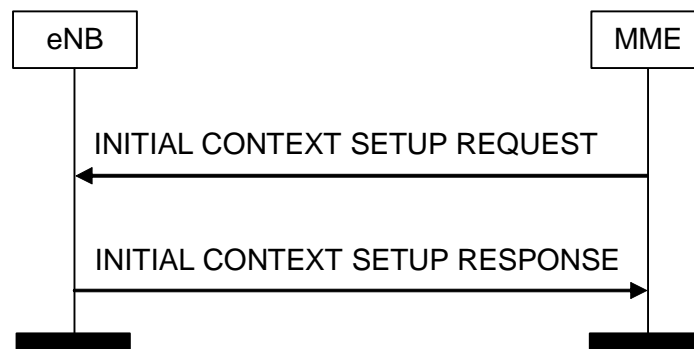 eNB
MME
INITIAL CONTEXT SETUP REQUEST
INITIAL CONTEXT SETUP RESPONSE